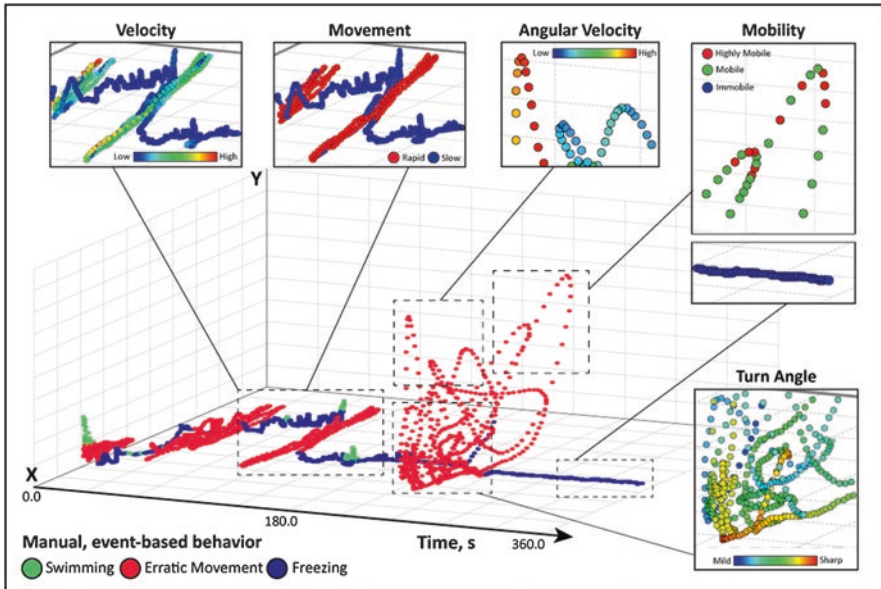 Velocity
Low High
Movement
Rapid Slow
Angular Velocity
Low High
Mobility
Highly Mobile
Mobile
Immobile
Y
X
0.0
180.0
360.0
Time, s
Turn Angle
Mild Sharp
Manual, event-based behavior
Swimming Erratic Movement Freezing